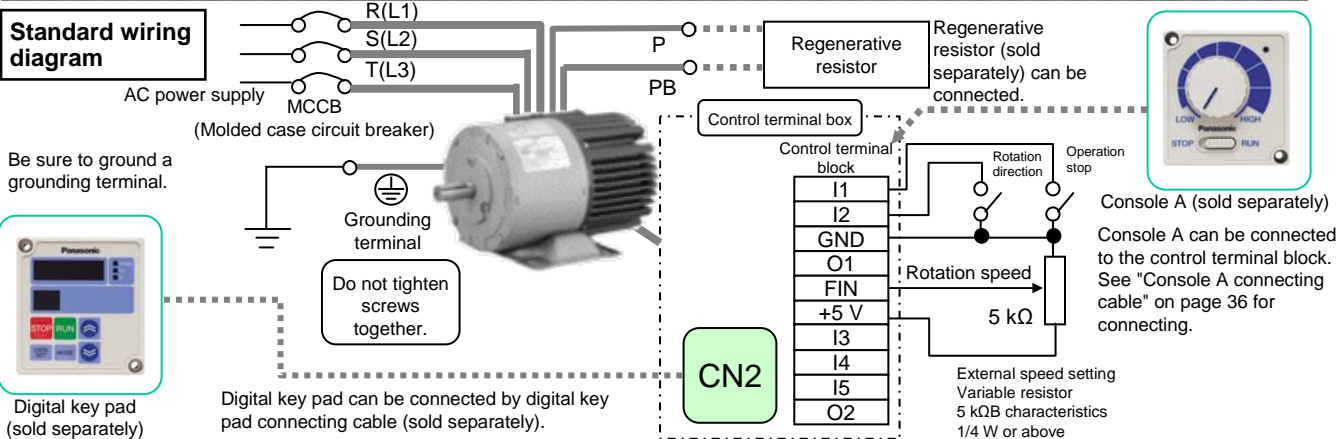 Standard wiring
diagram
R(L1)
S(L2)
T(L3)
AC power supply
MCCB
(Molded case circuit breaker)
P
PB
Regenerative
resistor
Regenerative
resistor (sold
separately) can be
connected.
LOW
HIGH
Panasonic
STOP
RUN
Console A (sold separately)
Console A can be connected
to the control terminal block.
See "Console A connecting
cable" on page 36 for
connecting.
Be sure to ground a
grounding terminal.
Grounding
terminal
Do not tighten
screws
together.
Control terminal box
Control terminal
block
I1
I2
GND
O1
FIN
+5 V
I3
I4
I5
O2
Rotation
direction
Operation
stop
Rotation speed
5 kΩ
External speed setting
Variable resistor
5 kΩB characteristics
1/4 W or above
CN2
Panasonic
STOP
RUN
DATA
SET
MODE
Digital key pad
(sold separately)
Digital key pad can be connected by digital key
pad connecting cable (sold separately).